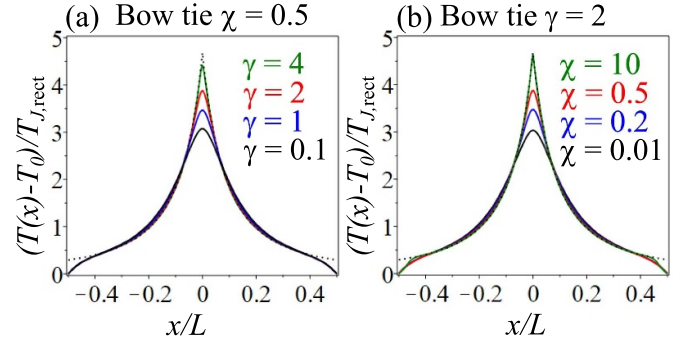 (a) Bow tie χ = 0.5
(T(x)-T₀)/T_J,rect
5
4
3
2
1
0
γ = 4
γ = 2
γ = 1
γ = 0.1
−0.4 −0.2 0 0.2 0.4
x/L
(b) Bow tie γ = 2
(T(x)-T₀)/T_J,rect
5
4
3
2
1
0
χ = 10
χ = 0.5
χ = 0.2
χ = 0.01
−0.4 −0.2 0 0.2 0.4
x/L